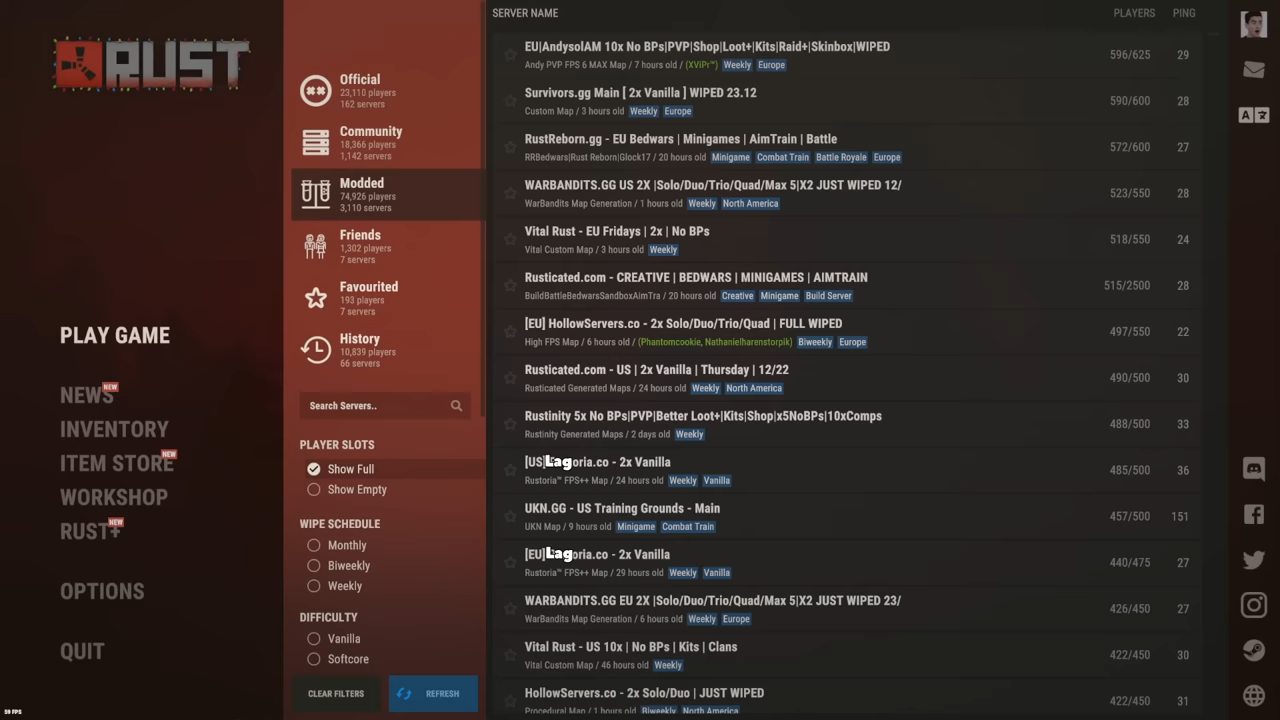 RUST
PLAY GAME
NEWS NEW
INVENTORY
ITEM STORE NEW
WORKSHOP
RUST+ NEW
OPTIONS
QUIT
59 FPS
Official
23,110 players
162 servers
Community
18,366 players
1,142 servers
Modded
74,926 players
3,110 servers
Friends
1,302 players
7 servers
Favourited
193 players
7 servers
History
10,839 players
66 servers
Search Servers..
PLAYER SLOTS
Show Full
Show Empty
WIPE SCHEDULE
Monthly
Biweekly
Weekly
DIFFICULTY
Vanilla
Softcore
CLEAR FILTERS REFRESH
SERVER NAME PLAYERS PING
EU|AndysolAM 10x No BPs|PVP|Shop|Loot+|Kits|Raid+|Skinbox|WIPED 596/625 29
Andy PVP FPS 6 MAX Map / 7 hours old / (XViPr™) Weekly Europe
Survivors.gg Main [ 2x Vanilla ] WIPED 23.12 590/600 28
Custom Map / 3 hours old Weekly Europe
RustReborn.gg - EU Bedwars | Minigames | AimTrain | Battle 572/600 27
RRBedwars|Rust Reborn|Glock17 / 20 hours old Minigame Combat Train Battle Royale Europe
WARBANDITS.GG US 2X |Solo/Duo/Trio/Quad/Max 5|X2 JUST WIPED 12/ 523/550 28
WarBandits Map Generation / 1 hours old Weekly North America
Vital Rust - EU Fridays | 2x | No BPs 518/550 24
Vital Custom Map / 3 hours old Weekly
Rusticated.com - CREATIVE | BEDWARS | MINIGAMES | AIMTRAIN 515/2500 28
BuildBattleBedwarsSandboxAimTra / 20 hours old Creative Minigame Build Server
[EU] HollowServers.co - 2x Solo/Duo/Trio/Quad | FULL WIPED 497/550 22
High FPS Map / 6 hours old / (Phantomcookie, Nathanielharenstorpik) Biweekly Europe
Rusticated.com - US | 2x Vanilla | Thursday | 12/22 490/500 30
Rusticated Generated Maps / 24 hours old Weekly North America
Rustinity 5x No BPs|PVP|Better Loot+|Kits|Shop|x5NoBPs|10xComps 488/500 33
Rustinity Generated Maps / 2 days old Weekly
[US]Lagoria.co - 2x Vanilla 485/500 36
Rustoria™ FPS++ Map / 24 hours old Weekly Vanilla
UKN.GG - US Training Grounds - Main 457/500 151
UKN Map / 9 hours old Minigame Combat Train
[EU]Lagoria.co - 2x Vanilla 440/475 27
Rustoria™ FPS++ Map / 29 hours old Weekly Vanilla
WARBANDITS.GG EU 2X |Solo/Duo/Trio/Quad/Max 5|X2 JUST WIPED 23/ 426/450 27
WarBandits Map Generation / 6 hours old Weekly Europe
Vital Rust - US 10x | No BPs | Kits | Clans 422/450 30
Vital Custom Map / 46 hours old Weekly
HollowServers.co - 2x Solo/Duo | JUST WIPED 422/450 31
Procedural Map / 1 hours old Biweekly North America